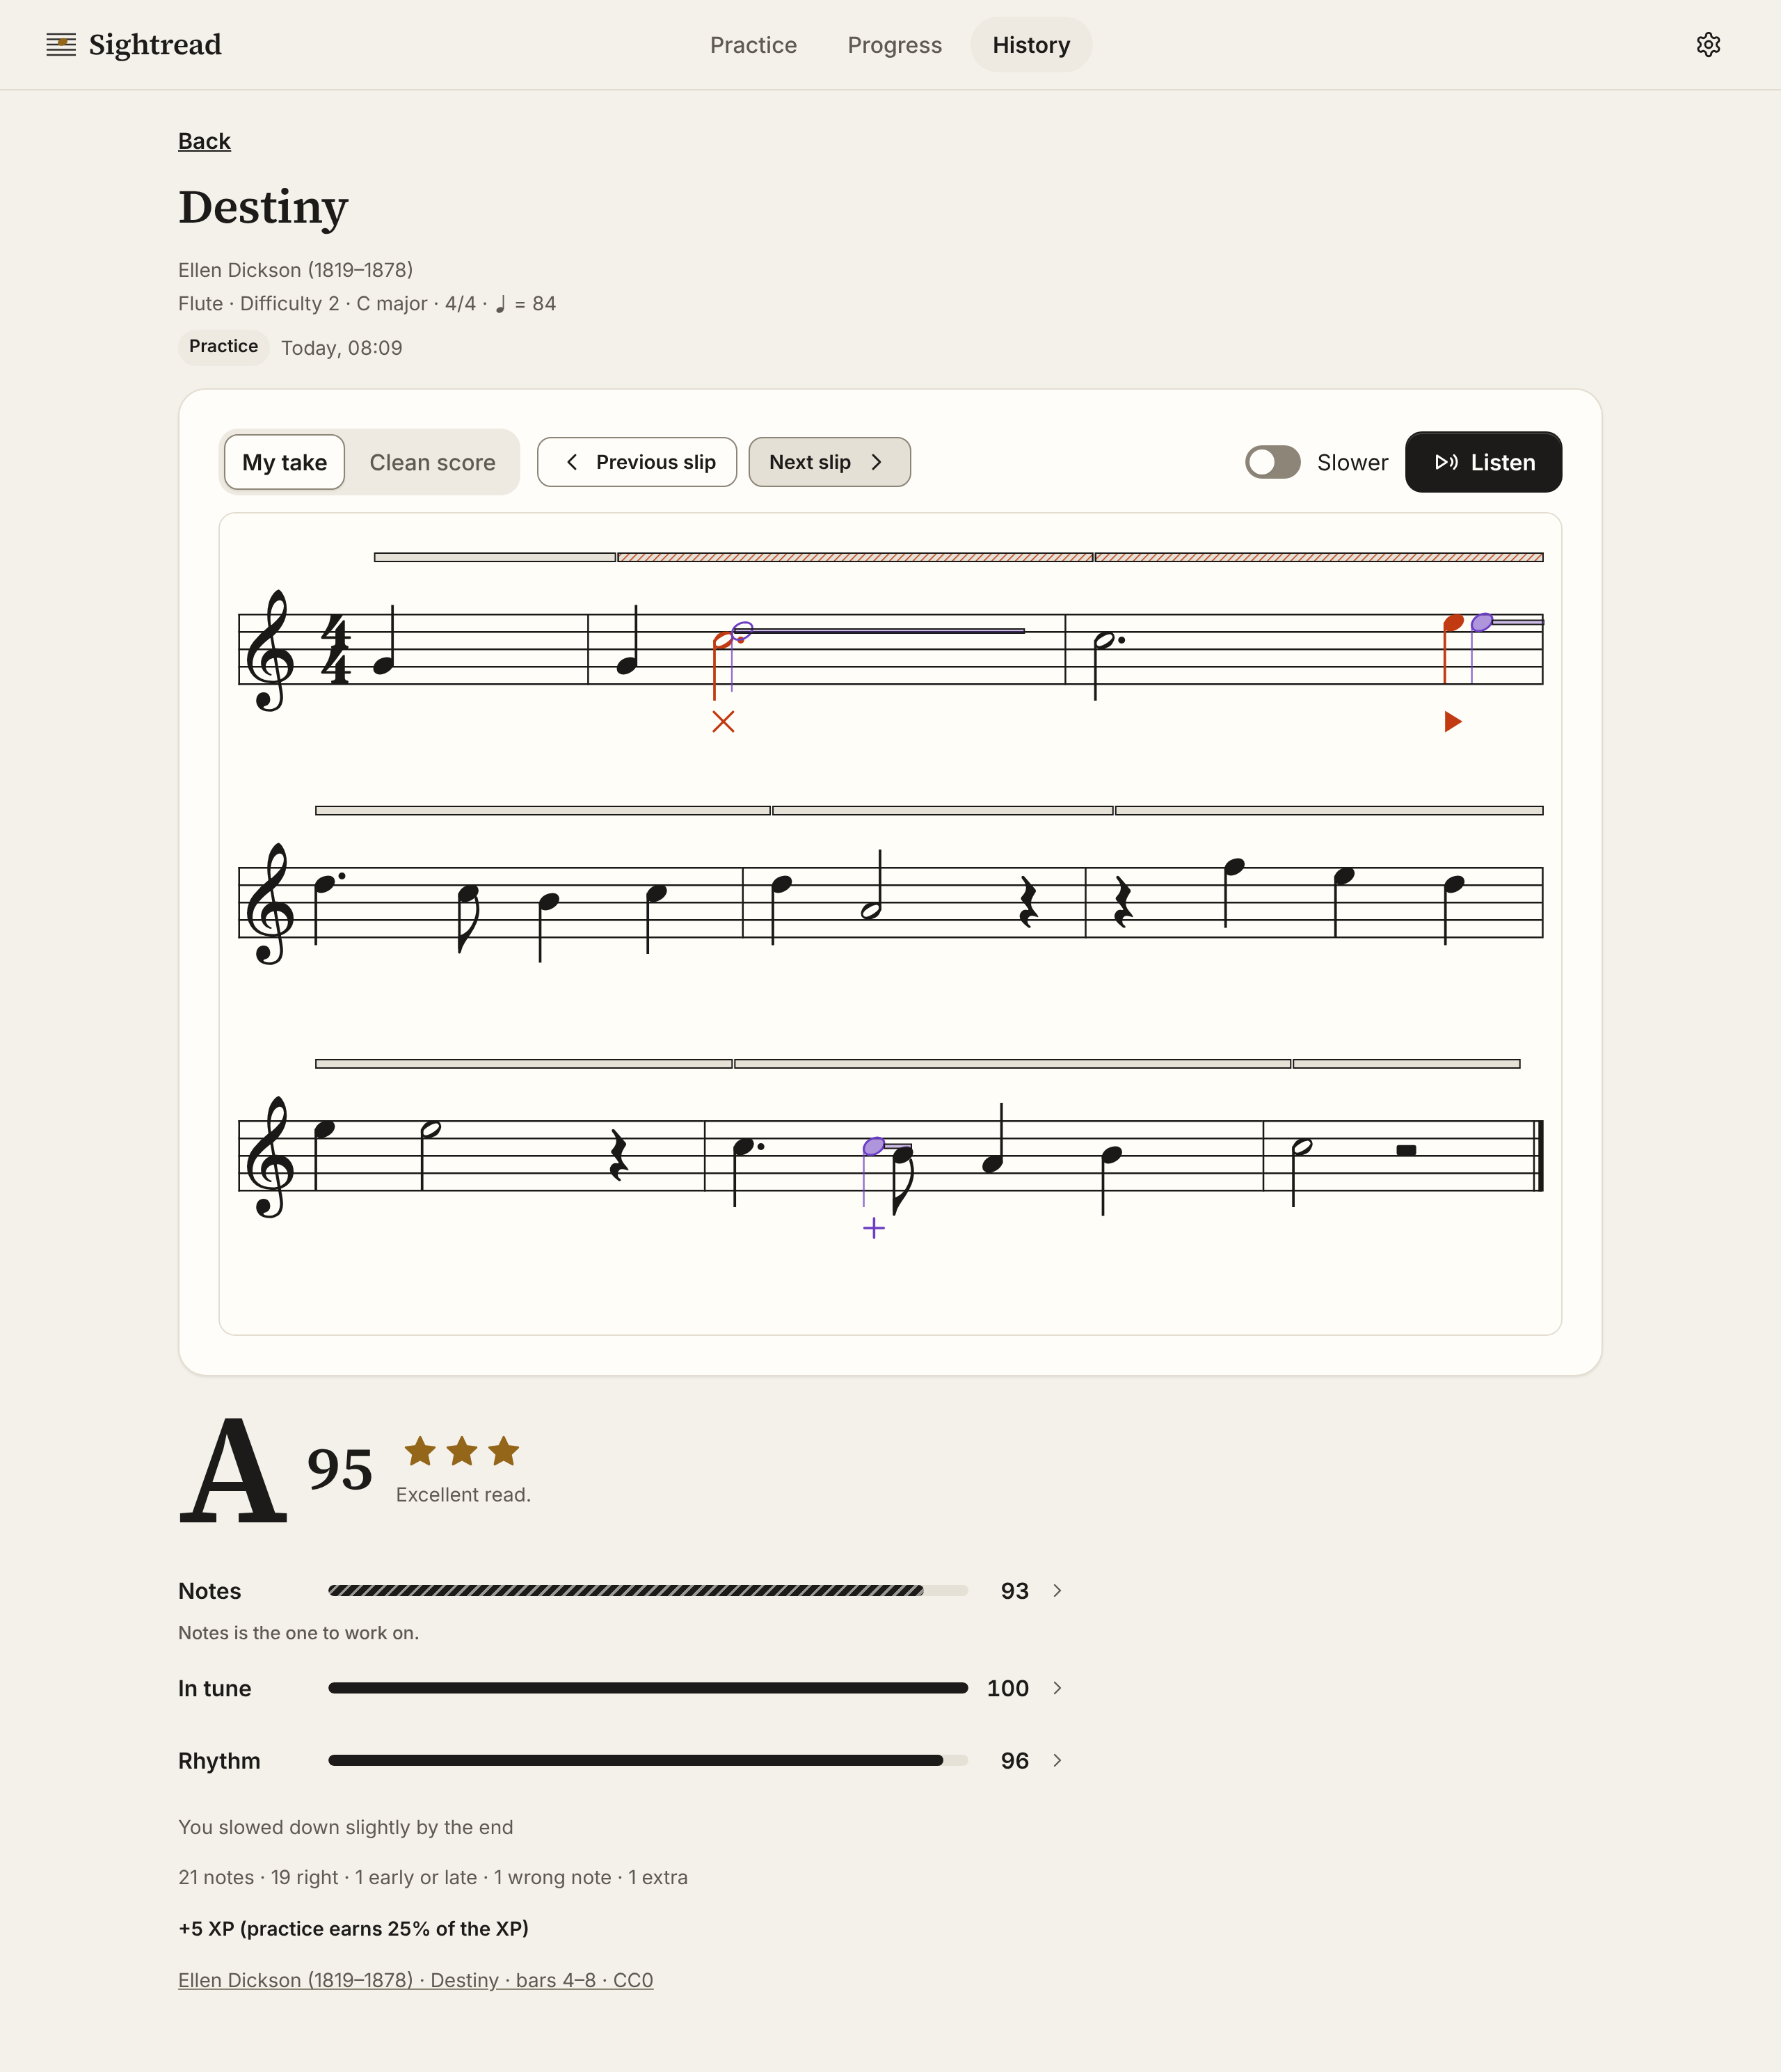 Sightread
Practice
Progress
History
Back
Destiny
Ellen Dickson (1819–1878)
Flute · Difficulty 2 · C major · 4/4 · ♩ = 84
Practice Today, 08:09
My take
Clean score
Previous slip
Next slip
Slower
Listen
4
4
A 95
Excellent read.
Notes 93
Notes is the one to work on.
In tune 100
Rhythm 96
You slowed down slightly by the end
21 notes · 19 right · 1 early or late · 1 wrong note · 1 extra
+5 XP (practice earns 25% of the XP)
Ellen Dickson (1819–1878) · Destiny · bars 4–8 · CC0